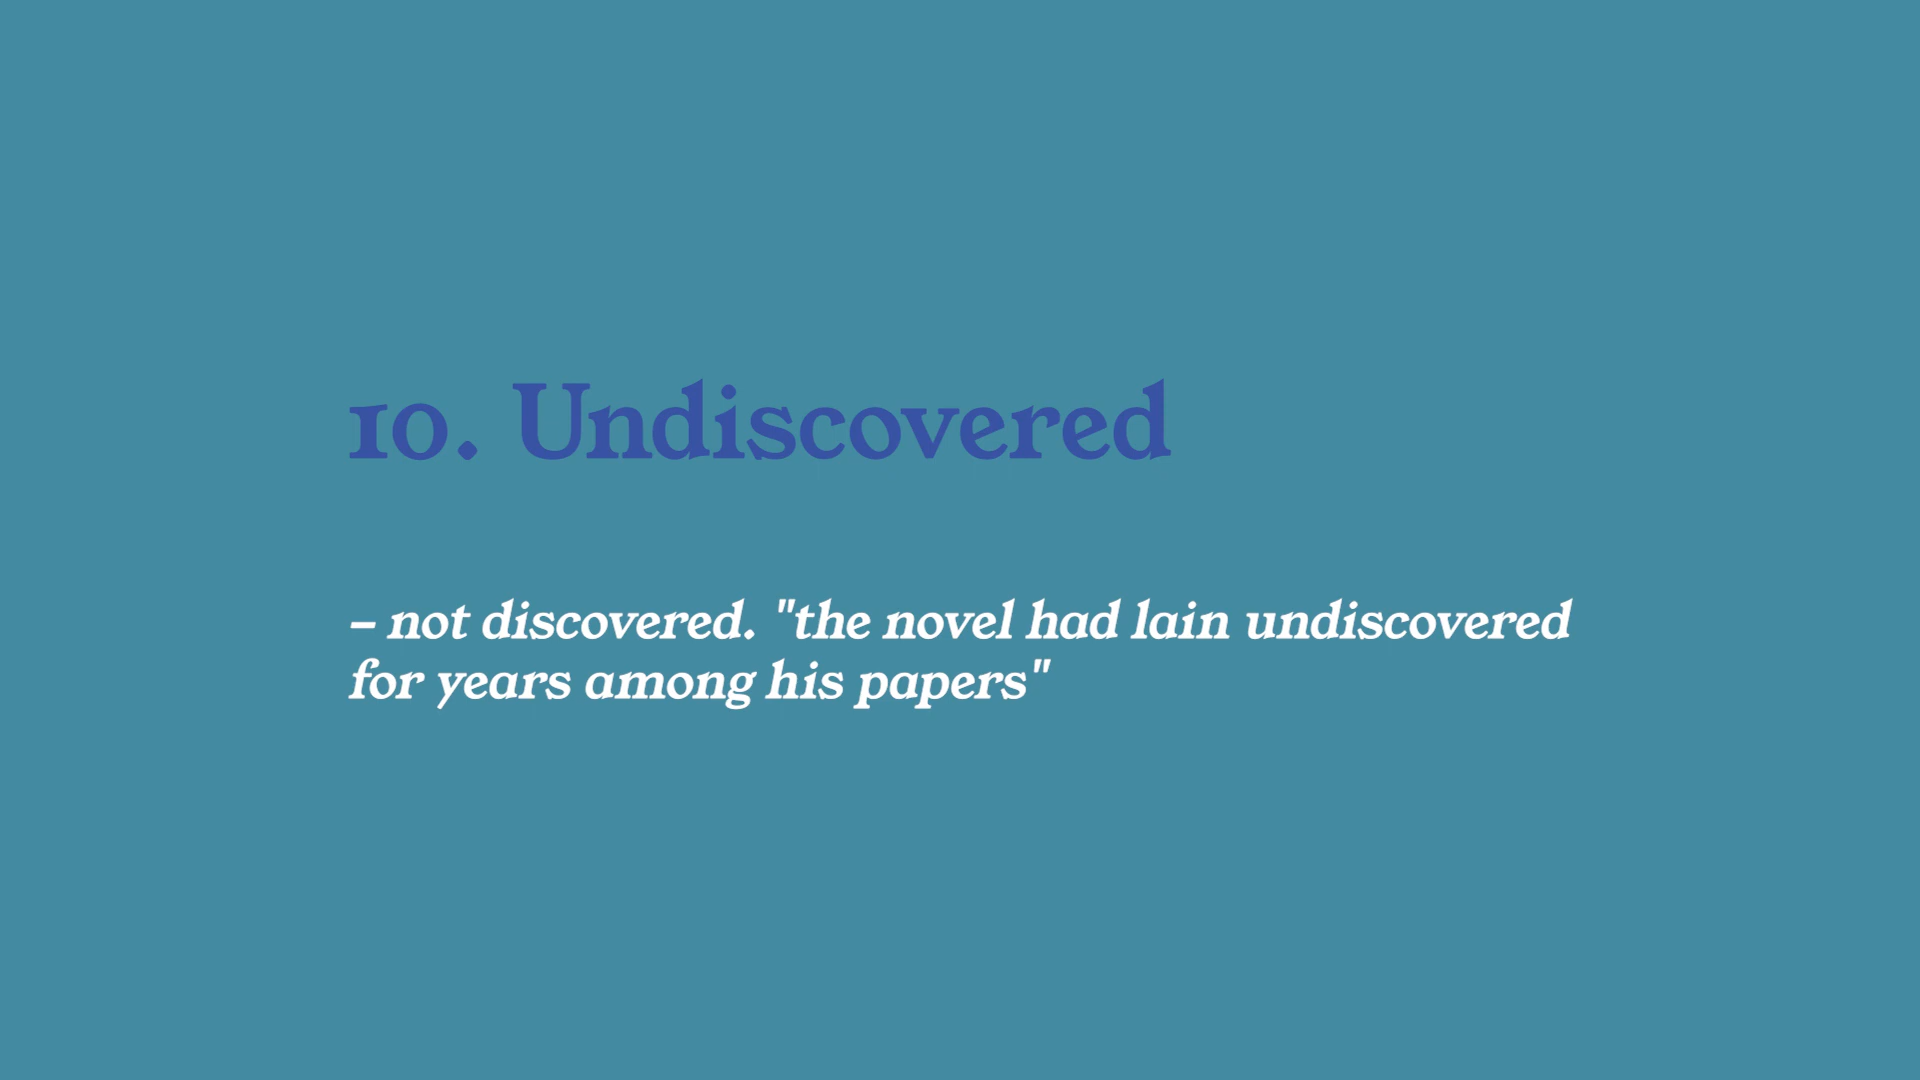 10. Undiscovered
– not discovered. "the novel had lain undiscovered
for years among his papers"